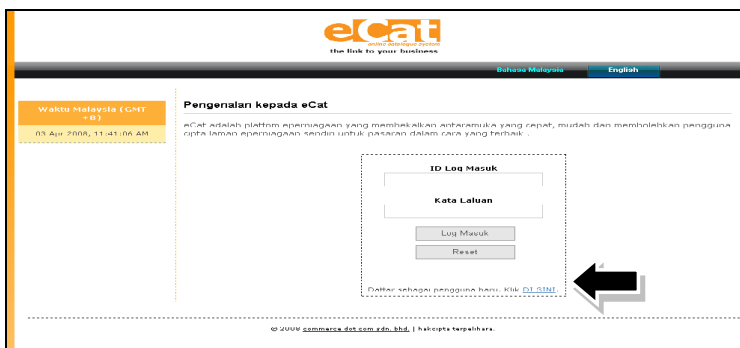 eCat
online catalogue system
the link to your business
Bahasa Malaysia English
Waktu Malaysia (GMT
+8)
03 Apr 2008, 11:41:06 AM
Pengenalan kepada eCat
eCat adalah platfom eperniagaan yang membekalkan antaramuka yang cepat, mudah dan membolehkan pengguna
cipta laman eperniagaan sendiri untuk pasaran dalam cara yang terbaik .
ID Log Masuk
Kata Laluan
Log Masuk
Reset
Daftar sebagai pengguna baru. Klik DI SINI.
© 2008 commerce dot com sdn. bhd. | hakcipta terpelihara.